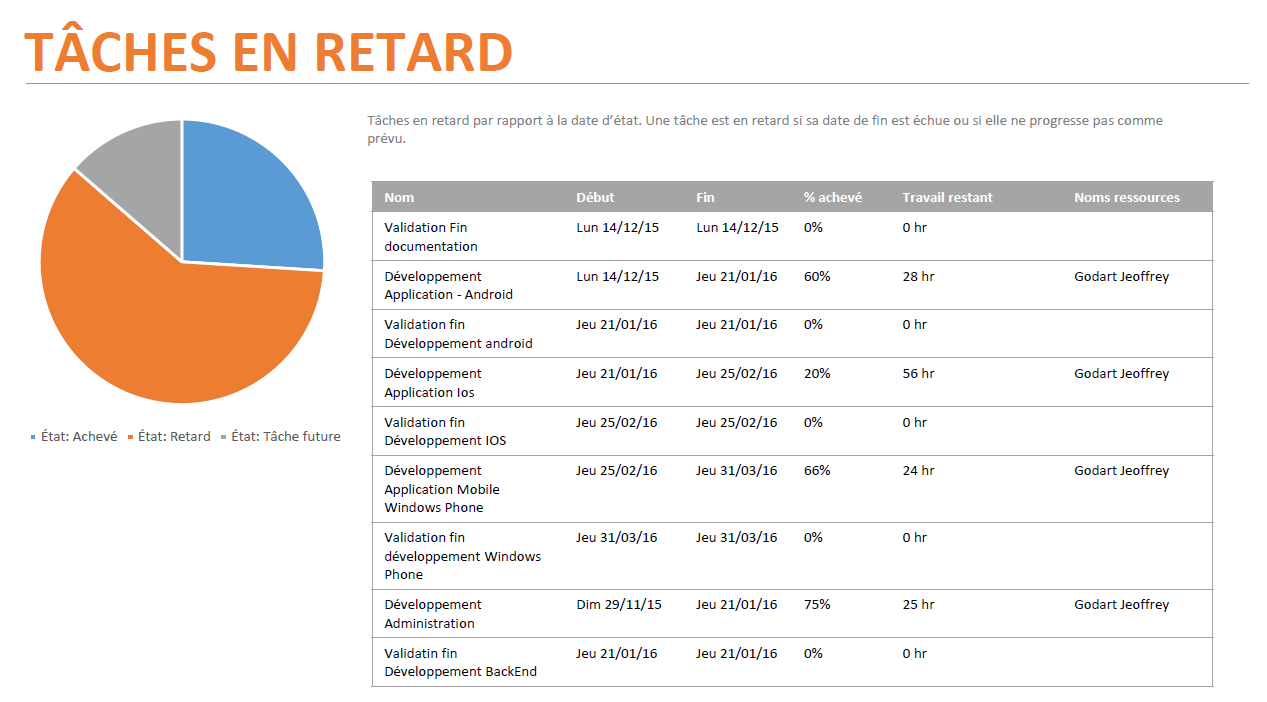 TÂCHES EN RETARD
Tâches en retard par rapport à la date d’état. Une tâche est en retard si sa date de fin est échue ou si elle ne progresse pas comme
prévu.
État: Achevé État: Retard État: Tâche future
Nom Début Fin % achevé Travail restant Noms ressources
Validation Fin Lun 14/12/15 Lun 14/12/15 0% 0 hr
documentation
Développement Lun 14/12/15 Jeu 21/01/16 60% 28 hr Godart Jeoffrey
Application - Android
Validation fin Jeu 21/01/16 Jeu 21/01/16 0% 0 hr
Développement android
Développement Jeu 21/01/16 Jeu 25/02/16 20% 56 hr Godart Jeoffrey
Application Ios
Validation fin Jeu 25/02/16 Jeu 25/02/16 0% 0 hr
Développement IOS
Développement Jeu 25/02/16 Jeu 31/03/16 66% 24 hr Godart Jeoffrey
Application Mobile
Windows Phone
Validation fin Jeu 31/03/16 Jeu 31/03/16 0% 0 hr
développement Windows
Phone
Développement Dim 29/11/15 Jeu 21/01/16 75% 25 hr Godart Jeoffrey
Administration
Validatin fin Jeu 21/01/16 Jeu 21/01/16 0% 0 hr
Développement BackEnd